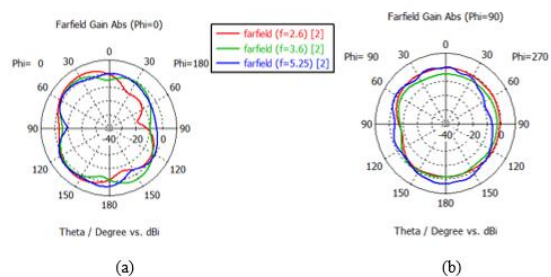 Farfield Gain Abs (Phi=0)
Phi= 0
30
0
30
Phi=180
60
60
90
-40
-20
0
90
120
120
150
180
150
Theta / Degree vs. dBi
(a)
farfield (f=2.6) [2]
farfield (f=3.6) [2]
farfield (f=5.25) [2]
Farfield Gain Abs (Phi=90)
Phi= 90
30
0
30
Phi=270
60
60
90
-40
-20
0
90
120
120
150
180
150
Theta / Degree vs. dBi
(b)